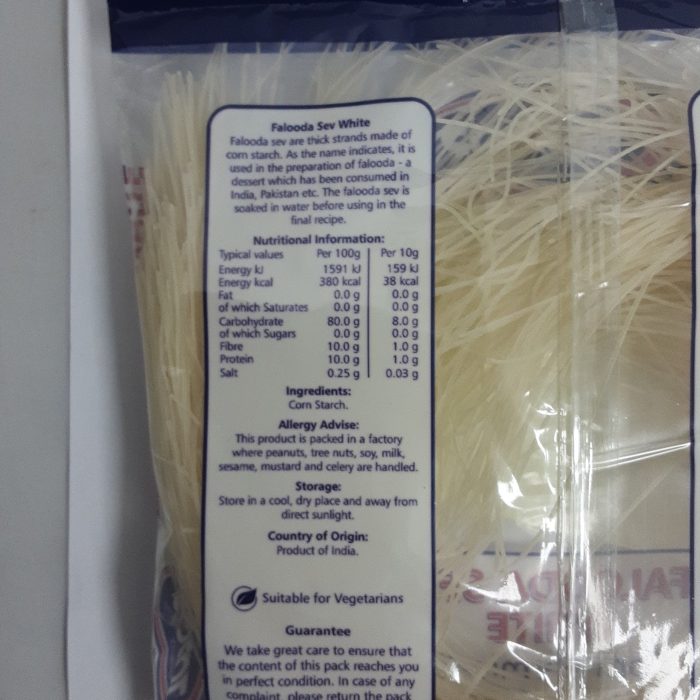 Falooda Sev White
Falooda sev are thick strands made of
corn starch. As the name indicates, it is
used in the preparation of falooda - a
dessert which has been consumed in
India, Pakistan etc. The falooda sev is
soaked in water before using in the
final recipe.
Nutritional Information:
Typical values Per 100g Per 10g
Energy kJ 1591 kJ 159 kJ
Energy kcal 380 kcal 38 kcal
Fat 0.0 g 0.0 g
of which Saturates 0.0 g 0.0 g
Carbohydrate 80.0 g 8.0 g
of which Sugars 0.0 g 0.0 g
Fibre 10.0 g 1.0 g
Protein 10.0 g 1.0 g
Salt 0.25 g 0.03 g
Ingredients:
Corn Starch.
Allergy Advise:
This product is packed in a factory
where peanuts, tree nuts, soy, milk,
sesame, mustard and celery are handled.
Storage:
Store in a cool, dry place and away from
direct sunlight.
Country of Origin:
Product of India.
Suitable for Vegetarians
Guarantee
We take great care to ensure that
the content of this pack reaches you
in perfect condition. In case of any
complaint, please return the pack